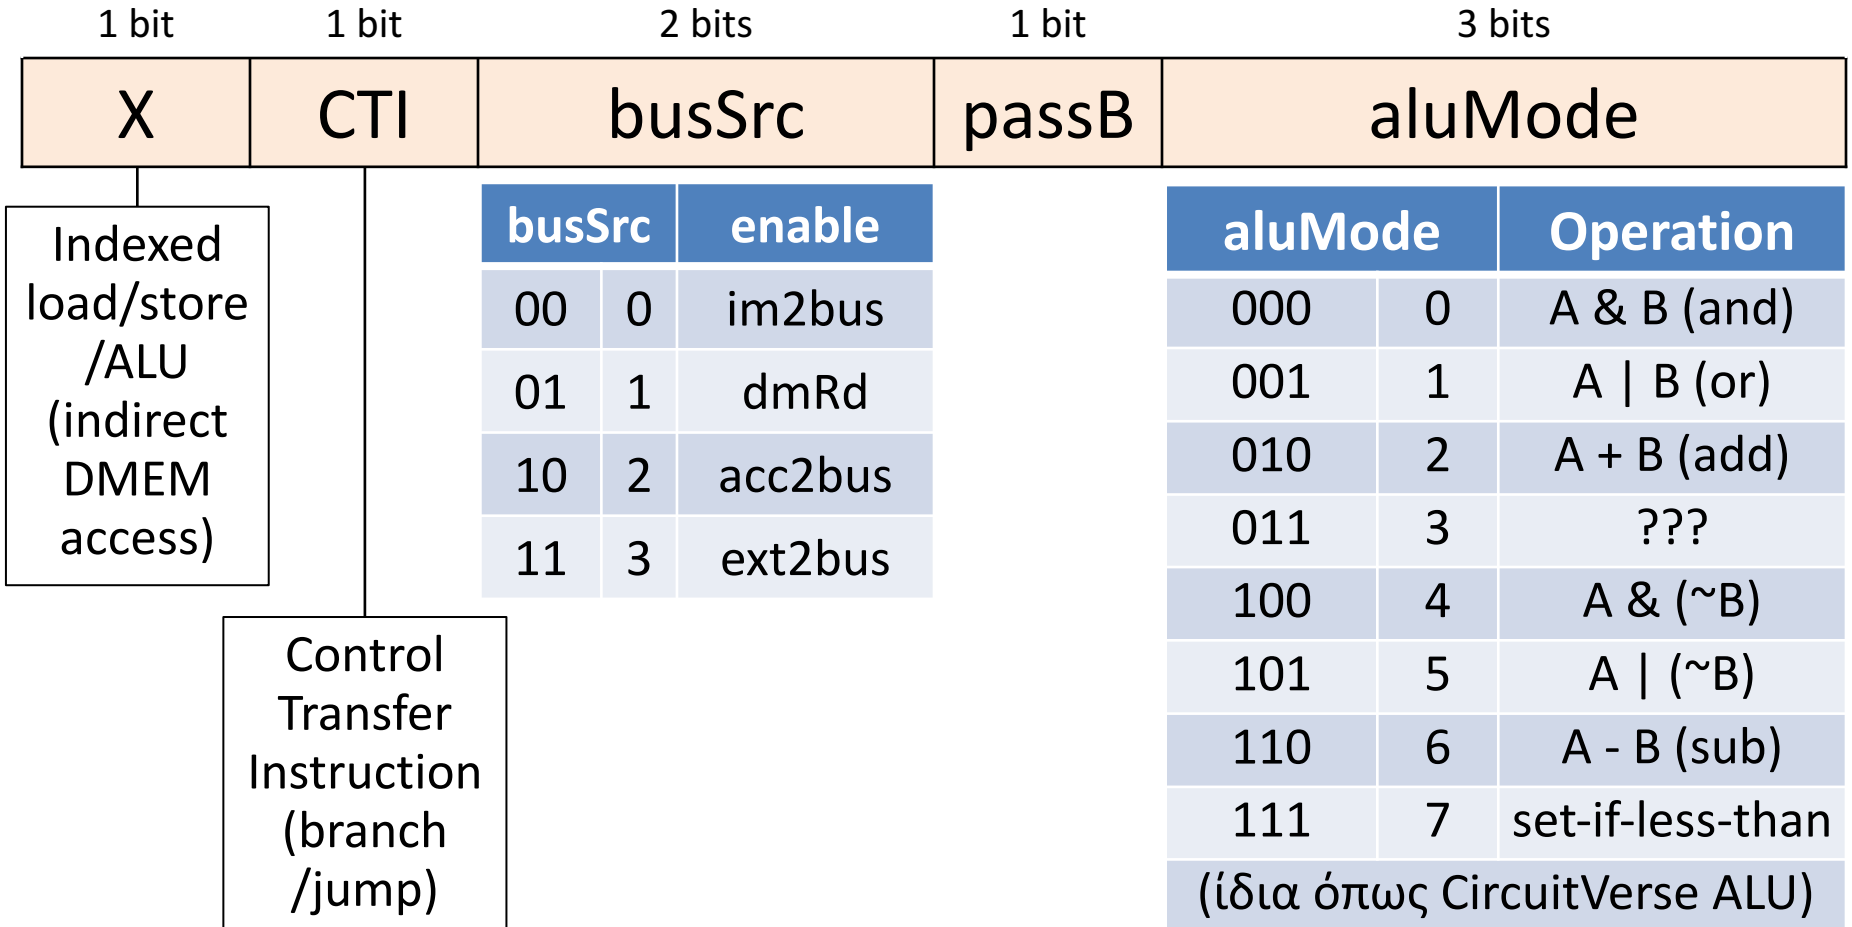 1 bit 1 bit 2 bits 1 bit 3 bits
X CTI busSrc passB aluMode
Indexed
load/store
/ALU
(indirect
DMEM
access)
Control
Transfer
Instruction
(branch
/jump)
busSrc enable
00 0 im2bus
01 1 dmRd
10 2 acc2bus
11 3 ext2bus
aluMode Operation
000 0 A & B (and)
001 1 A | B (or)
010 2 A + B (add)
011 3 ???
100 4 A & (~B)
101 5 A | (~B)
110 6 A - B (sub)
111 7 set-if-less-than
(ίδια όπως CircuitVerse ALU)